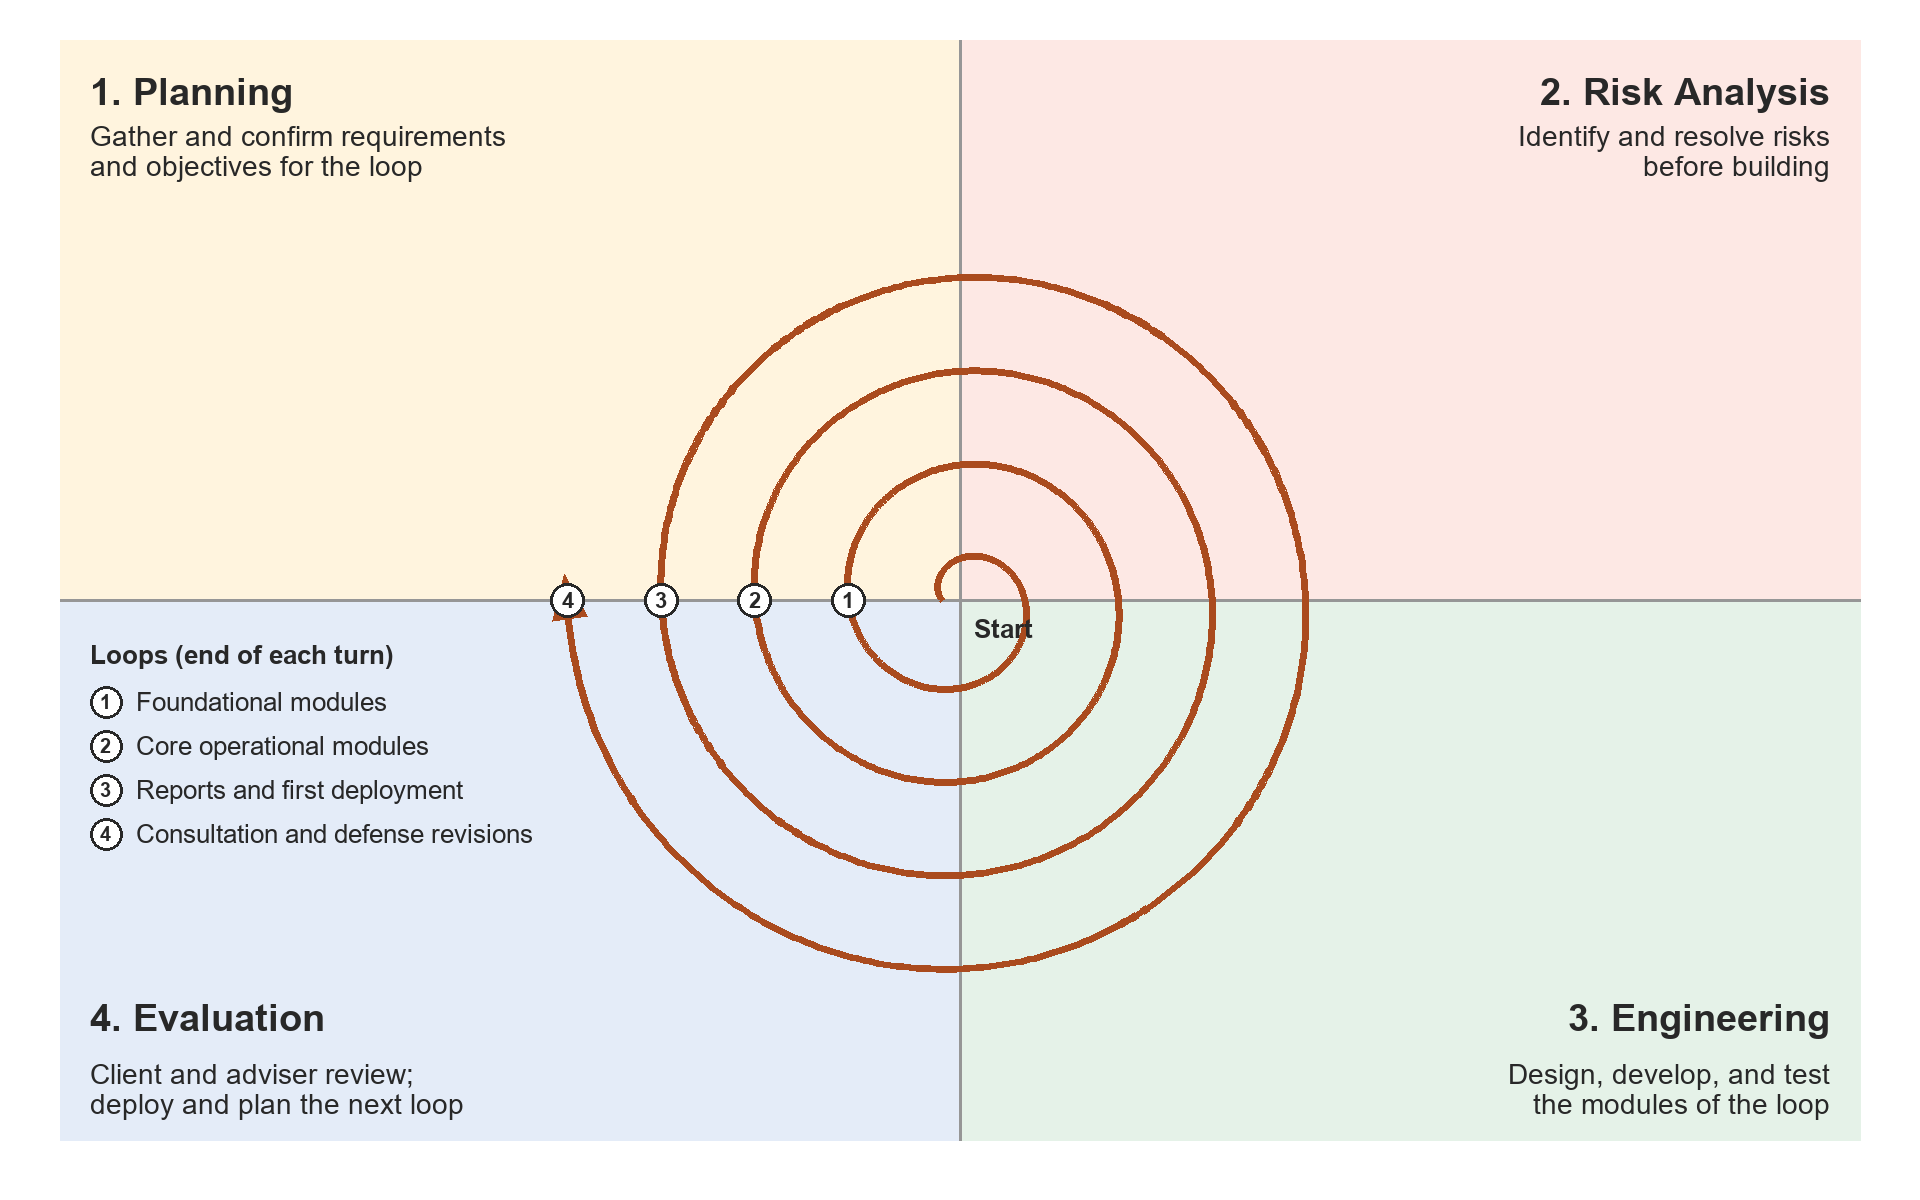 1. Planning
Gather and confirm requirements
and objectives for the loop
2. Risk Analysis
Identify and resolve risks
before building
4
3
2
1
Start
Loops (end of each turn)
1 Foundational modules
2 Core operational modules
3 Reports and first deployment
4 Consultation and defense revisions
4. Evaluation
Client and adviser review;
deploy and plan the next loop
3. Engineering
Design, develop, and test
the modules of the loop